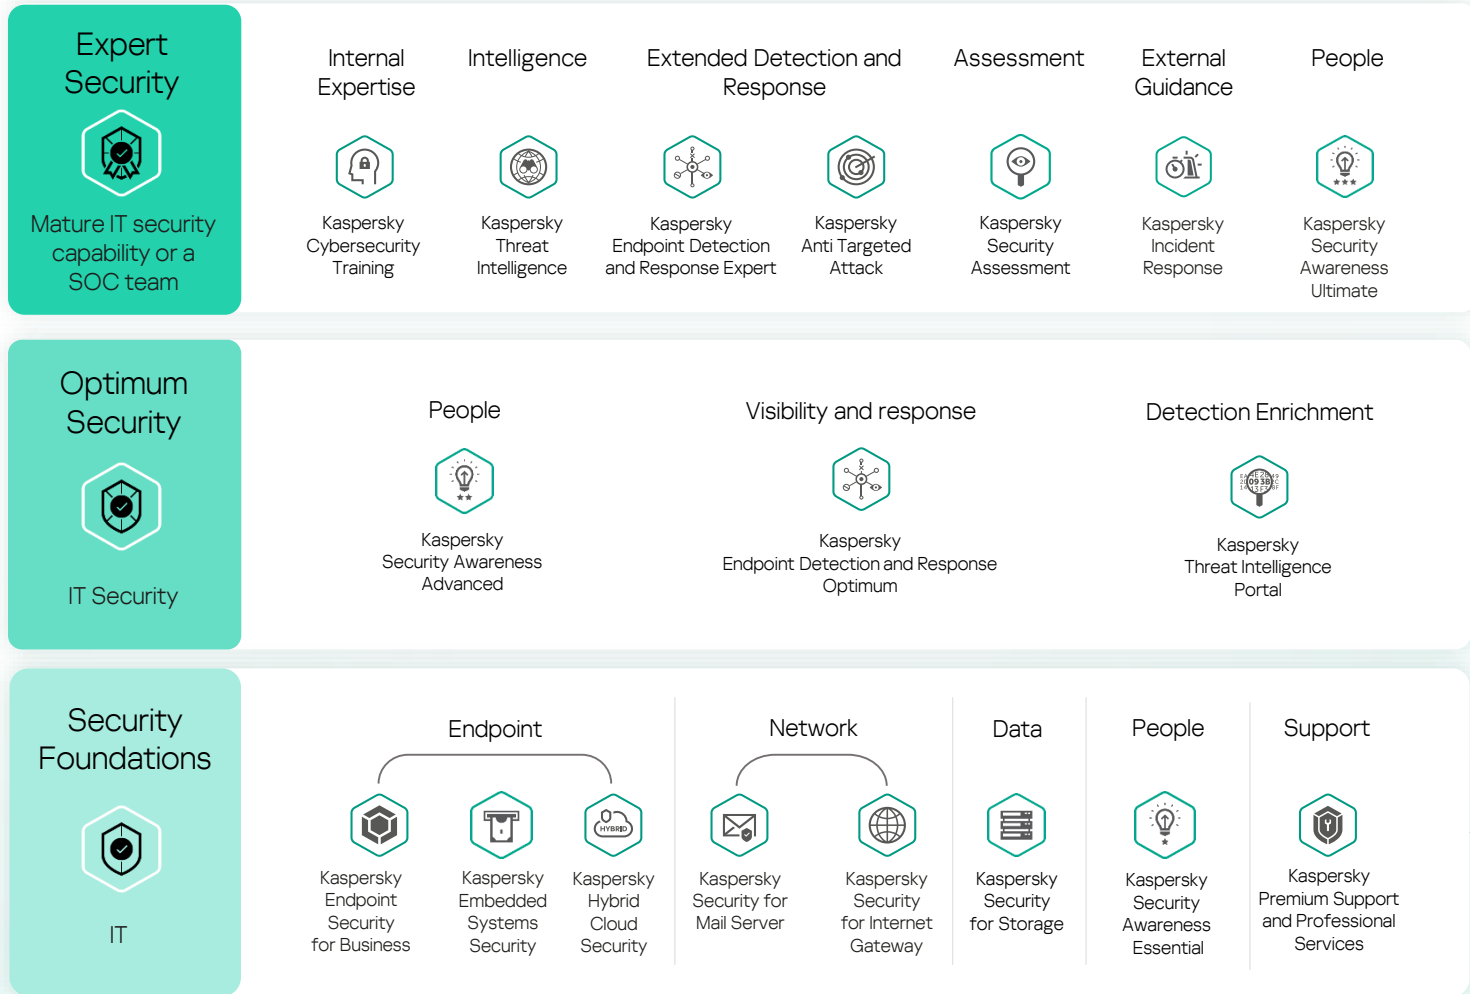 Expert
Security
Mature IT security
capability or a
SOC team
Internal
Expertise
Kaspersky
Cybersecurity
Training
Intelligence
Kaspersky
Threat
Intelligence
Extended Detection and
Response
Kaspersky
Endpoint Detection
and Response Expert
Kaspersky
Anti Targeted
Attack
Assessment
Kaspersky
Security
Assessment
External
Guidance
Kaspersky
Incident
Response
People
Kaspersky
Security
Awareness
Ultimate
Optimum
Security
IT Security
People
Kaspersky
Security Awareness
Advanced
Visibility and response
Kaspersky
Endpoint Detection and Response
Optimum
Detection Enrichment
093B
Kaspersky
Threat Intelligence
Portal
Security
Foundations
IT
Endpoint
Kaspersky
Endpoint
Security
for Business
Kaspersky
Embedded
Systems
Security
HYBRID
Kaspersky
Hybrid
Cloud
Security
Network
Kaspersky
Security for
Mail Server
Kaspersky
Security
for Internet
Gateway
Data
Kaspersky
Security
for Storage
People
Kaspersky
Security
Awareness
Essential
Support
Kaspersky
Premium Support
and Professional
Services